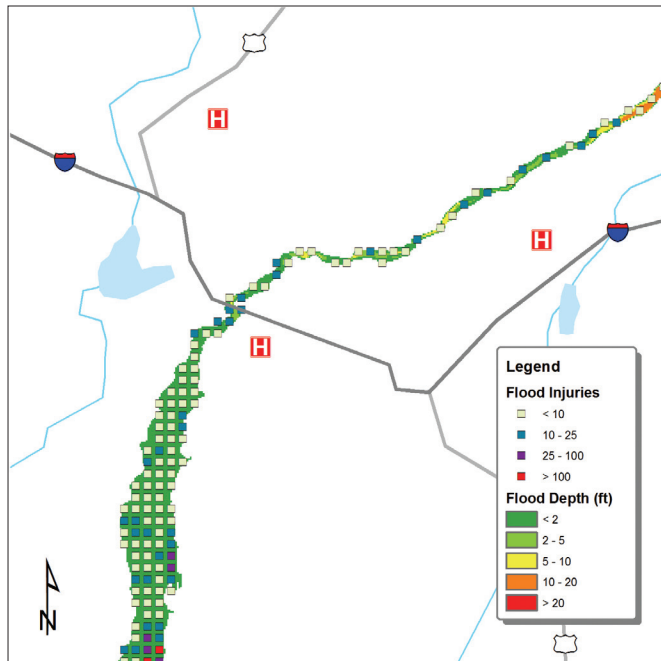 H
H
H
Legend
Flood Injuries
< 10
10 - 25
25 - 100
> 100
Flood Depth (ft)
< 2
2 - 5
5 - 10
10 - 20
> 20
N